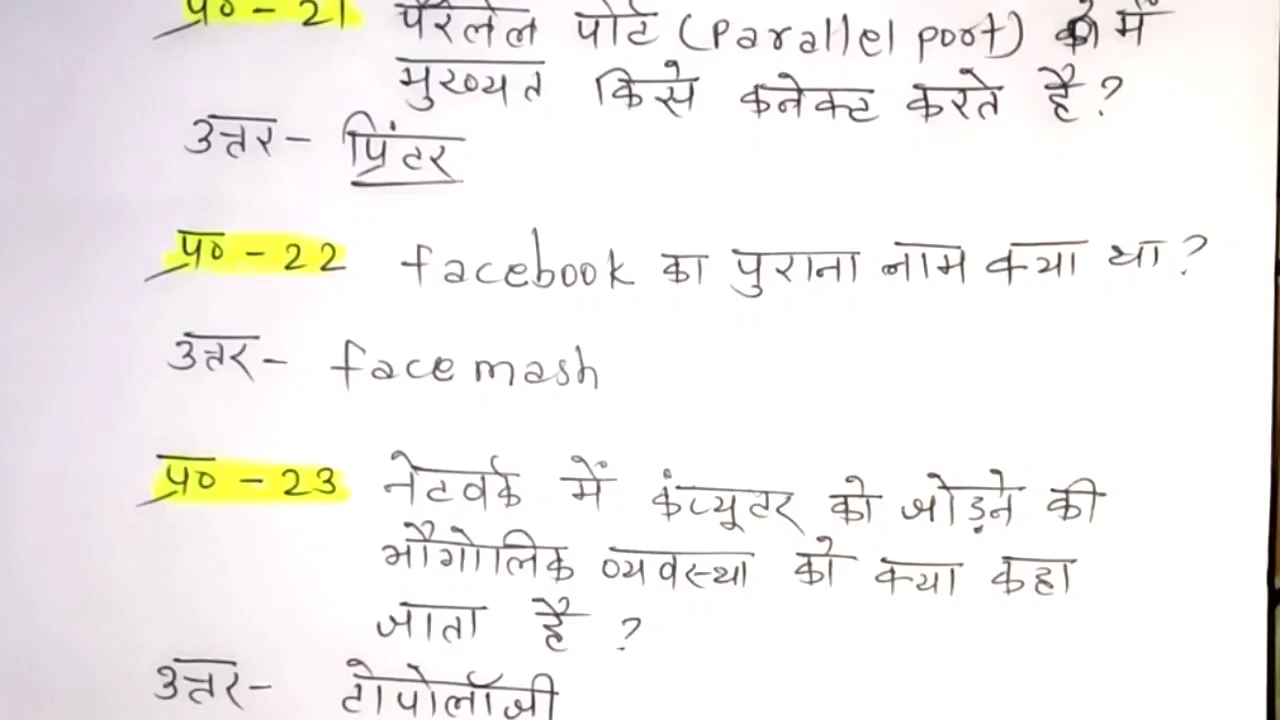 प्र० - 21 पैरलल पोर्ट (Parallel port) में
मुख्यत किसे कनेक्ट करते है ?
उत्तर - प्रिंटर
प्र० - 22 facebook का पुराना नाम क्या था ?
उत्तर - facemash
प्र० - 23 नेटवर्क में कंप्यूटर को जोड़ने की
भौगोलिक व्यवस्था को क्या कहा
जाता है ?
उत्तर - टोपोलॉजी